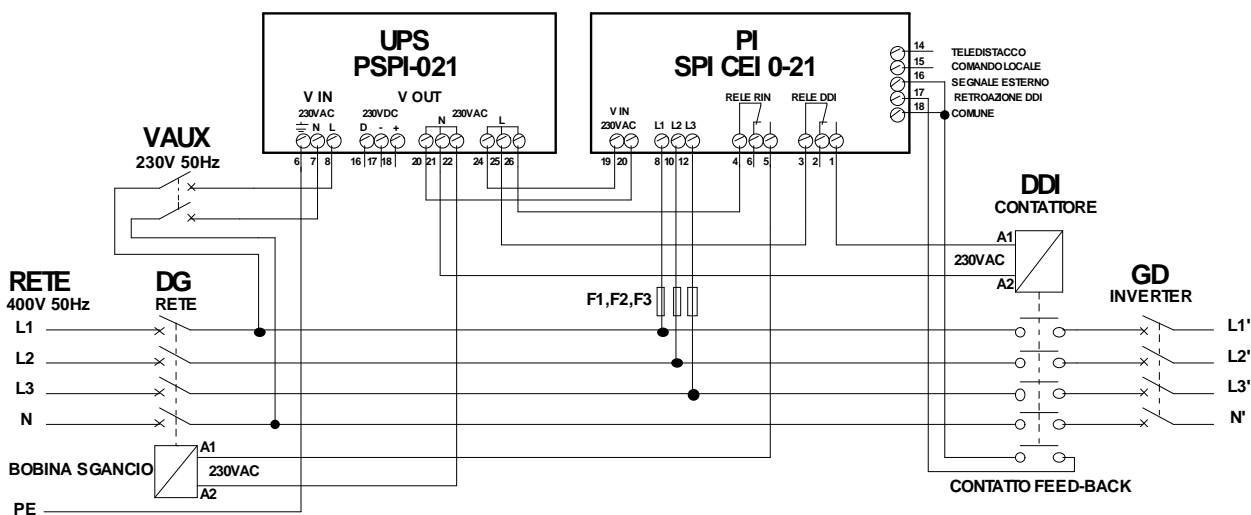 UPS
PSPI-021
V IN
230VAC
N L
6 7 8
V OUT
230VDC
D - +
16 17 18
N
20 21 22
230VAC
L
24 25 26
PI
SPI CEI 0-21
V IN
230VAC
19 20
L1 L2 L3
8 10 12
RELE RIN
4 6 5
RELE DDI
3 2 1
14 TELEDISTACCO
15 COMANDO LOCALE
16 SEGNALE ESTERNO
17 RETROAZIONE DDI
18 COMUNE
VAUX
230V 50Hz
DDI
CONTATTORE
A1
230VAC
A2
RETE
400V 50Hz
DG
RETE
F1,F2,F3
GD
INVERTER
L1 L1'
L2 L2'
L3 L3'
N N'
BOBINA SGANCIO
A1
230VAC
A2
CONTATTO FEED-BACK
PE